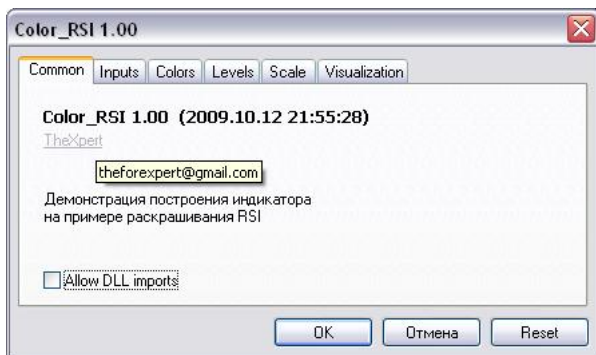 Color_RSI 1.00
Common Inputs Colors Levels Scale Visualization
Color_RSI 1.00 (2009.10.12 21:55:28)
TheXpert
theforexpert@gmail.com
Демонстрация построения индикатора
на примере раскрашивания RSI
Allow DLL imports
OK Отмена Reset